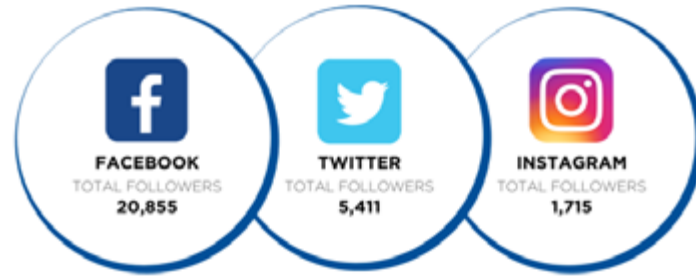 FACEBOOK
TOTAL FOLLOWERS
20,855
TWITTER
TOTAL FOLLOWERS
5,411
INSTAGRAM
TOTAL FOLLOWERS
1,715